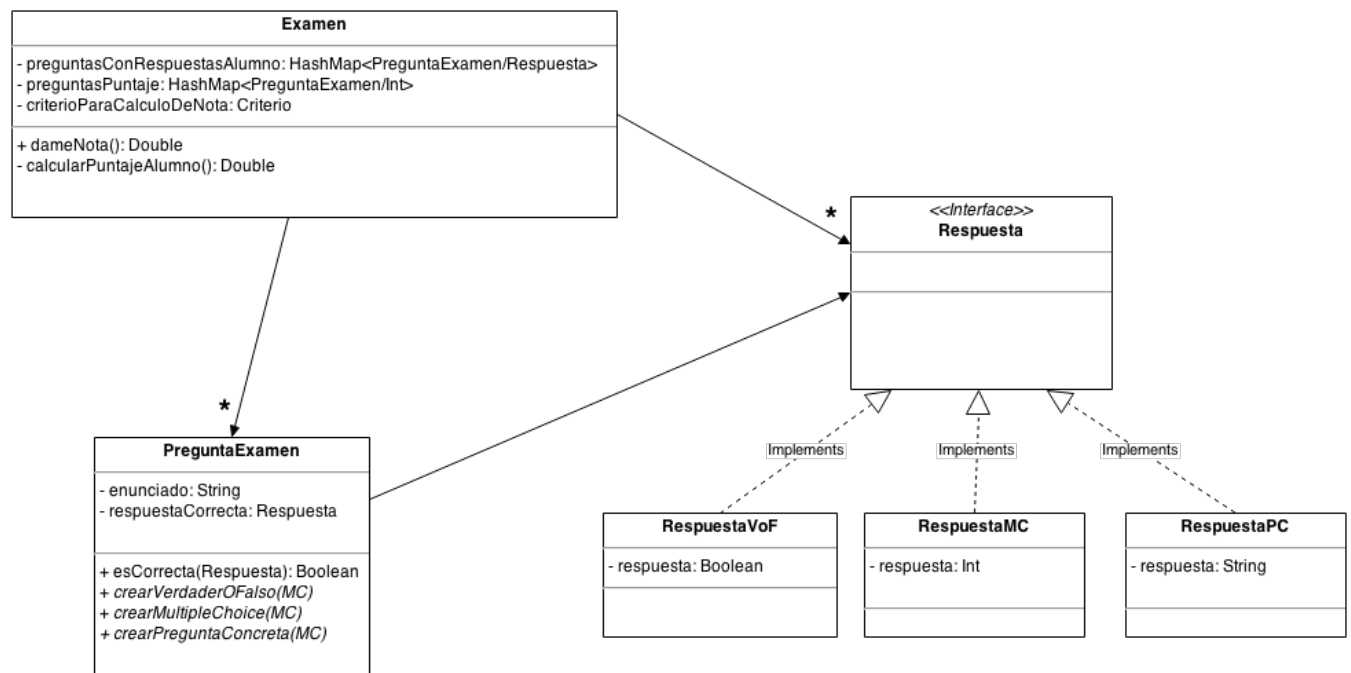 Examen
- preguntasConRespuestasAlumno: HashMap<PreguntaExamen/Respuesta>
- preguntasPuntaje: HashMap<PreguntaExamen/Int>
- criterioParaCalculoDeNota: Criterio
+ dameNota(): Double
- calcularPuntajeAlumno(): Double
*
*
<<Interface>>
Respuesta
PreguntaExamen
- enunciado: String
- respuestaCorrecta: Respuesta
+ esCorrecta(Respuesta): Boolean
+ crearVerdaderOFalso(MC)
+ crearMultipleChoice(MC)
+ crearPreguntaConcreta(MC)
Implements
Implements
Implements
RespuestaVoF
- respuesta: Boolean
RespuestaMC
- respuesta: Int
RespuestaPC
- respuesta: String